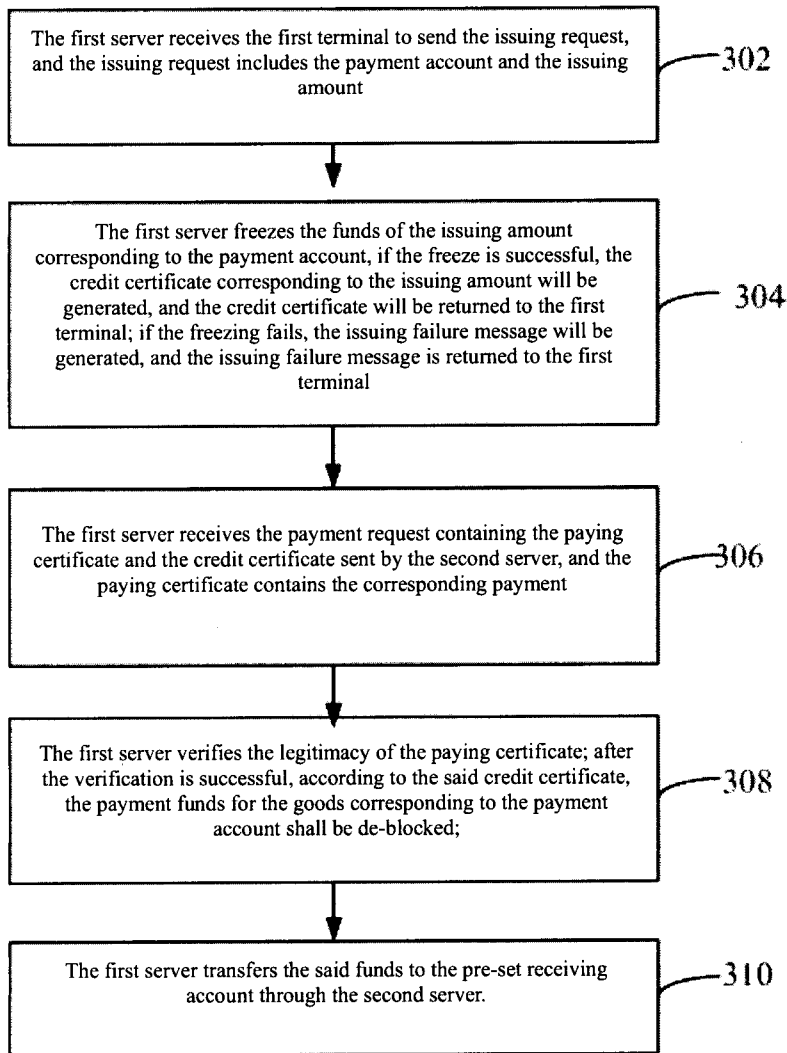 The first server receives the first terminal to send the issuing request,
and the issuing request includes the payment account and the issuing
amount
302
The first server freezes the funds of the issuing amount
corresponding to the payment account, if the freeze is successful, the
credit certificate corresponding to the issuing amount will be
generated, and the credit certificate will be returned to the first
terminal; if the freezing fails, the issuing failure message will be
generated, and the issuing failure message is returned to the first
terminal
304
The first server receives the payment request containing the paying
certificate and the credit certificate sent by the second server, and the
paying certificate contains the corresponding payment
306
The first server verifies the legitimacy of the paying certificate; after
the verification is successful, according to the said credit certificate,
the payment funds for the goods corresponding to the payment
account shall be de-blocked;
308
The first server transfers the said funds to the pre-set receiving
account through the second server.
310